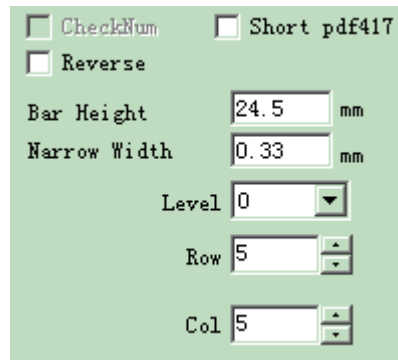 CheckNum Short pdf417
Reverse
Bar Height 24.5 mm
Narrow Width 0.33 mm
Level 0
Row 5
Col 5